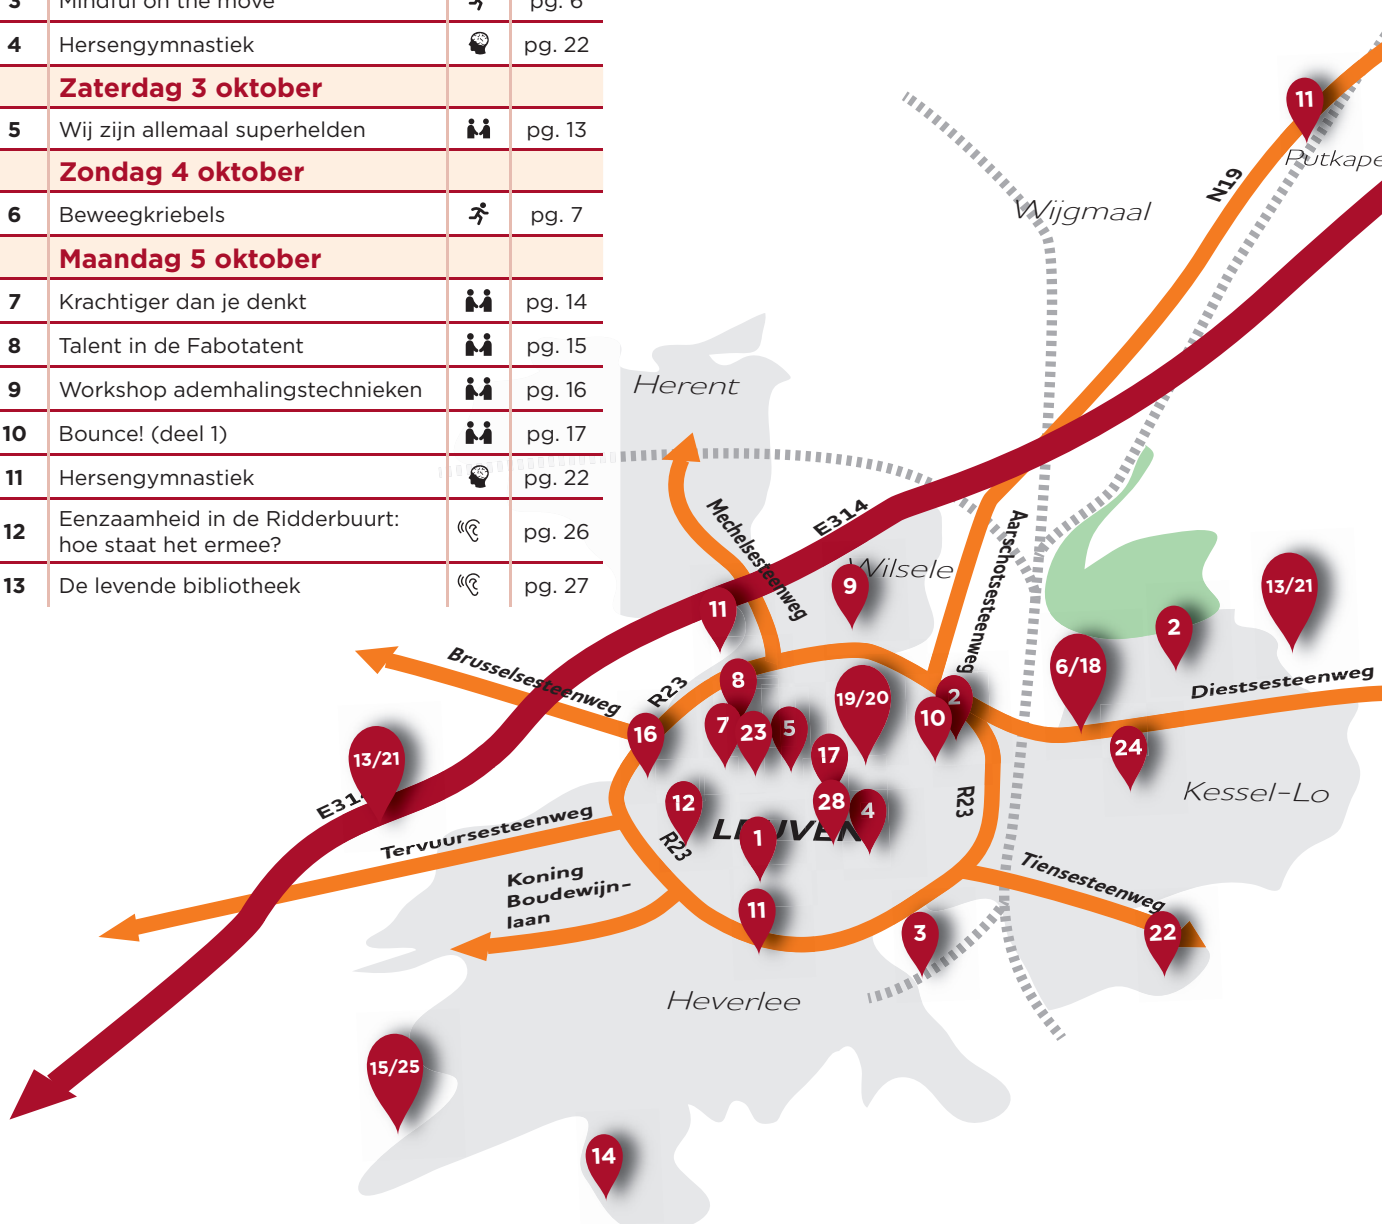 3 Mindful on the move pg. 6
4 Hersengymnastiek pg. 22
Zaterdag 3 oktober
5 Wij zijn allemaal superhelden pg. 13
Zondag 4 oktober
6 Beweegkriebels pg. 7
Maandag 5 oktober
7 Krachtiger dan je denkt pg. 14
8 Talent in de Fabotatent pg. 15
9 Workshop ademhalingstechnieken pg. 16
10 Bounce! (deel 1) pg. 17
11 Hersengymnastiek pg. 22
12 Eenzaamheid in de Ridderbuurt:
hoe staat het ermee? pg. 26
13 De levende bibliotheek pg. 27
11
Putkape
N19
Wijgmaal
Herent
Mechelsesteenweg
E314
Wilsele
9
Aarschotsesteenweg
13/21
11
2
6/18
Brusselsesteenweg
R23
8
19/20
2
Diestsesteenweg
16
7
23
5
10
17
24
13/21
E314
12
28
4
R23
Kessel-Lo
Tervuursesteenweg
R23
LEUVEN
1
Koning
Boudewijn-
laan
Tiensesteenweg
11
3
22
Heverlee
15/25
14